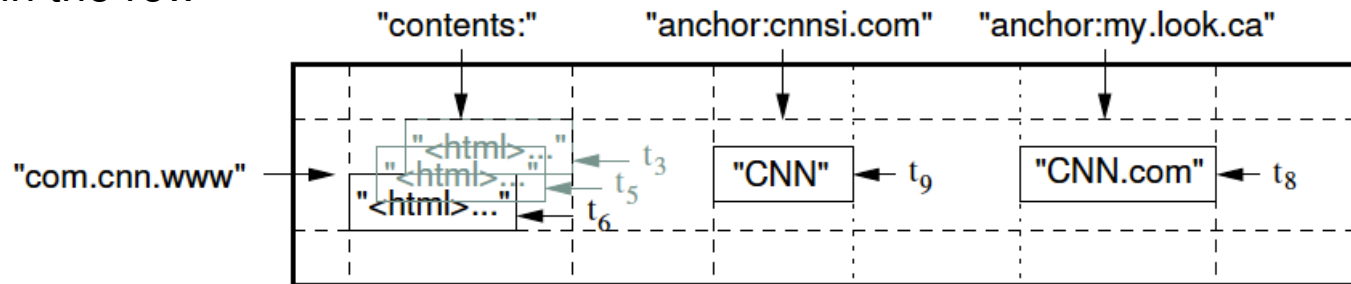 in the row
"contents:" "anchor:cnnsi.com" "anchor:my.look.ca"
"<html>..." t3
"com.cnn.www" "<html>..." t5 "CNN" t9 "CNN.com" t8
"<html>..." t6